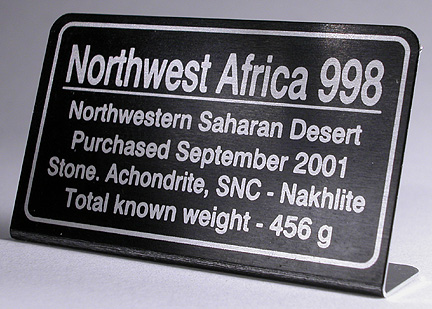 Northwest Africa 998
Northwestern Saharan Desert
Purchased September 2001
Stone. Achondrite, SNC - Nakhlite
Total known weight - 456 g